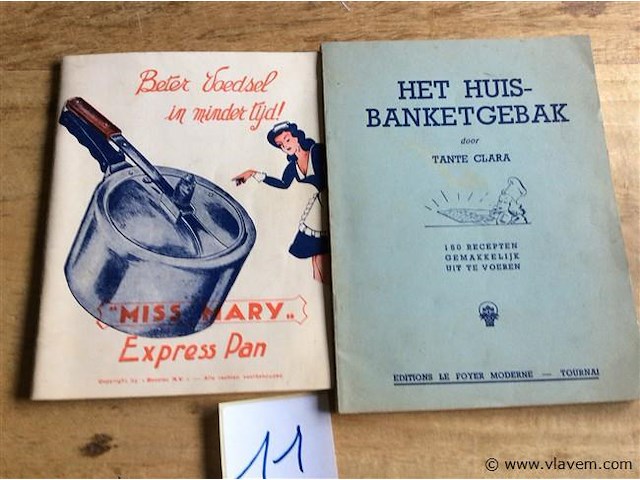 Beter Voedsel
in minder tijd!
"MISS MARY"
Express Pan
HET HUIS-
BANKETGEBAK
door
TANTE CLARA
180 RECEPTEN
GEMAKKELIJK
UIT TE VOEREN
EDITIONS LE FOYER MODERNE — TOURNAI
11
© www.vlavem.com